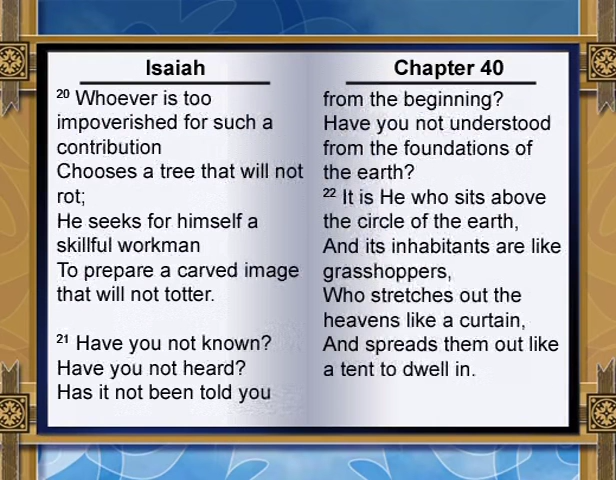 Isaiah
20 Whoever is too
impoverished for such a
contribution
Chooses a tree that will not
rot;
He seeks for himself a
skillful workman
To prepare a carved image
that will not totter.
21 Have you not known?
Have you not heard?
Has it not been told you
Chapter 40
from the beginning?
Have you not understood
from the foundations of
the earth?
22 It is He who sits above
the circle of the earth,
And its inhabitants are like
grasshoppers,
Who stretches out the
heavens like a curtain,
And spreads them out like
a tent to dwell in.